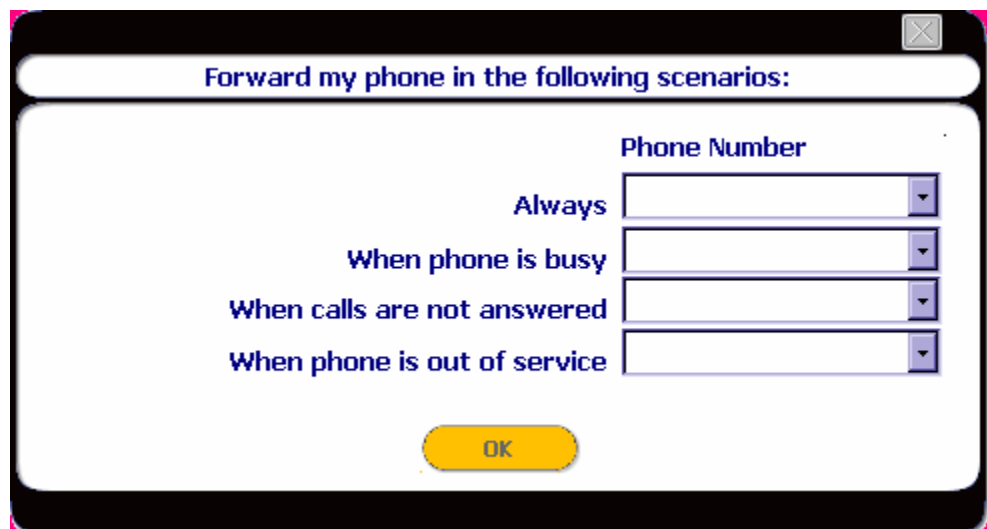 Forward my phone in the following scenarios:
Phone Number
Always
When phone is busy
When calls are not answered
When phone is out of service
OK